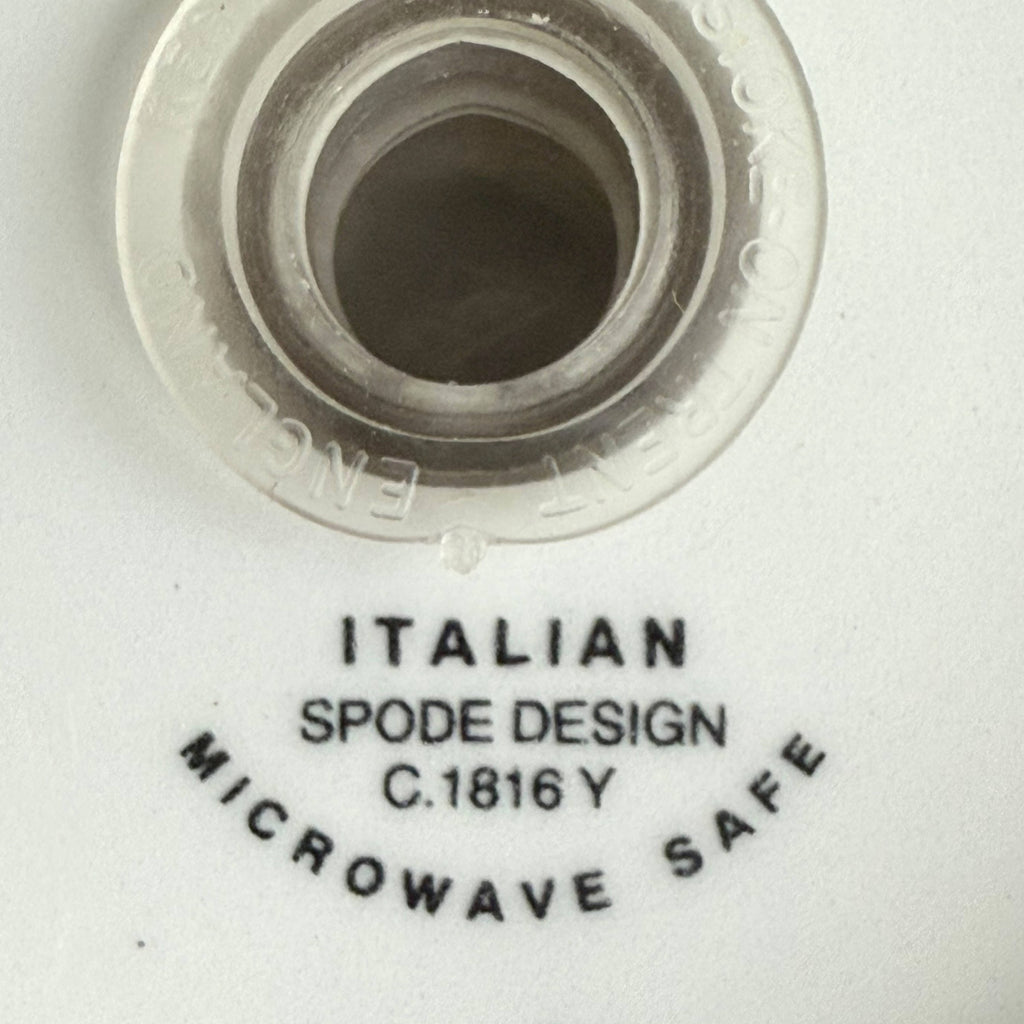 STOKE-ON-TRENT
ENGLAND
ITALIAN
SPODE DESIGN
C.1816 Y
MICROWAVE SAFE